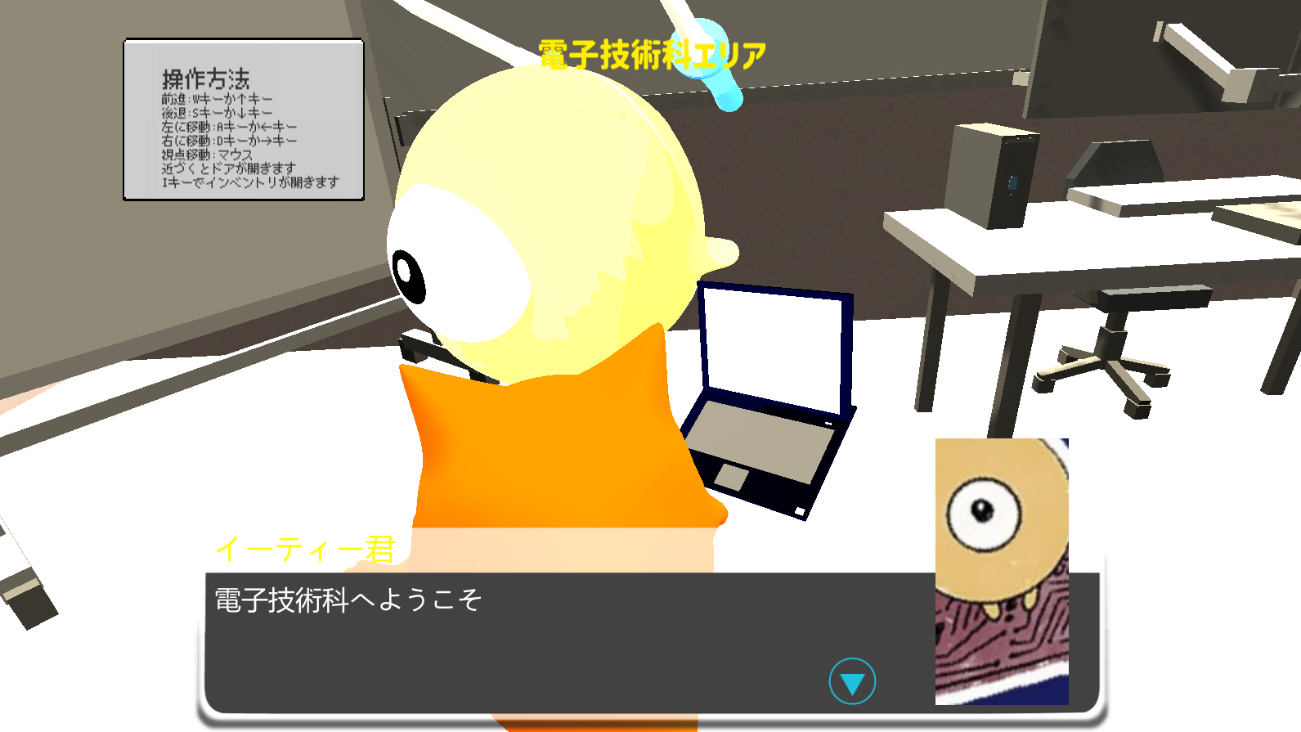 電子技術科エリア
操作方法
前進:Wキーか↑キー
後退:Sキーか↓キー
左に移動:Aキーか←キー
右に移動:Dキーか→キー
視点移動:マウス
近づくとドアが開きます
Iキーでインベントリが開きます
イーティー君
電子技術科へようこそ